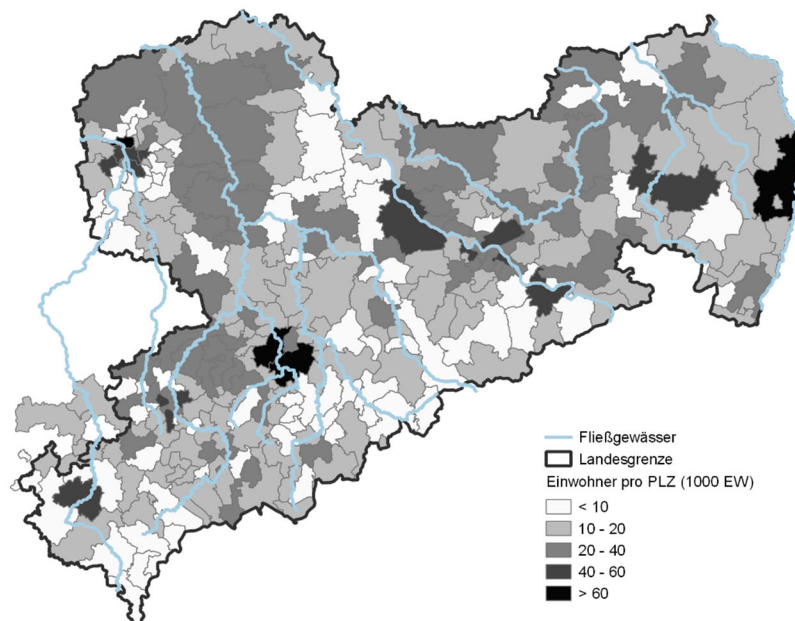 Fließgewässer
Landesgrenze
Einwohner pro PLZ (1000 EW)
< 10
10 - 20
20 - 40
40 - 60
> 60